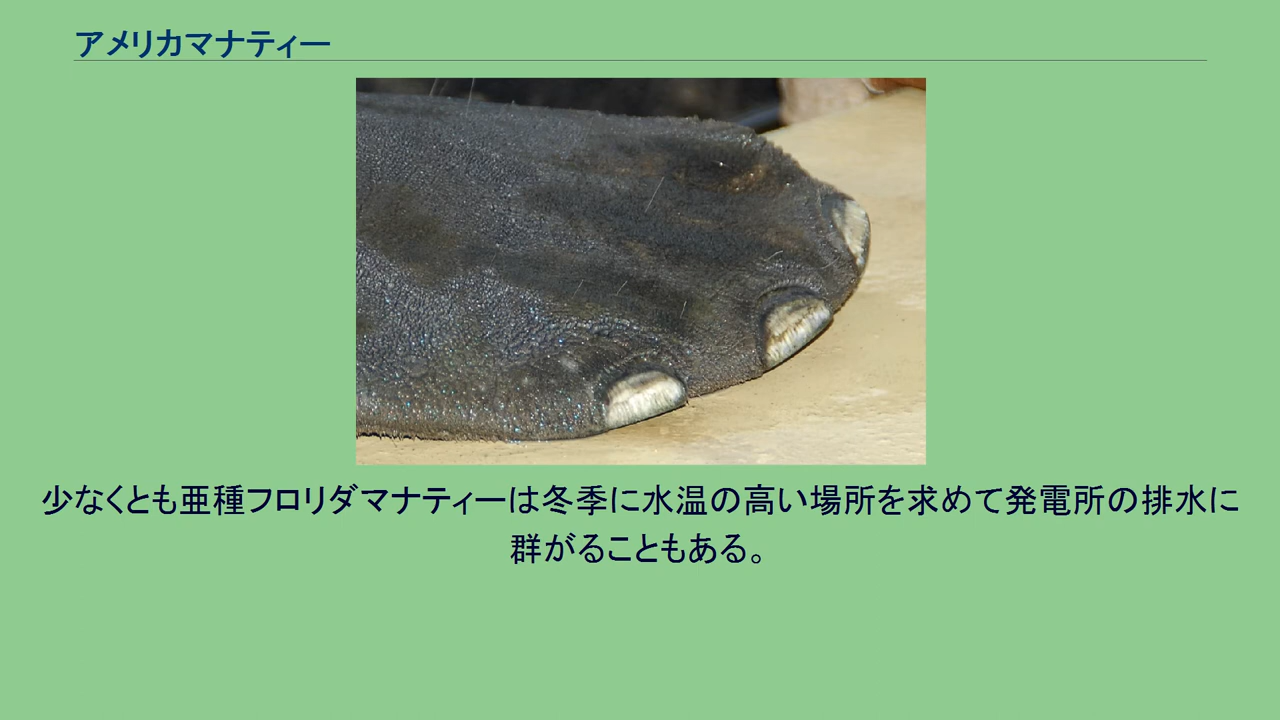 アメリカマナティー
少なくとも亜種フロリダマナティーは冬季に水温の高い場所を求めて発電所の排水に
群がることもある。